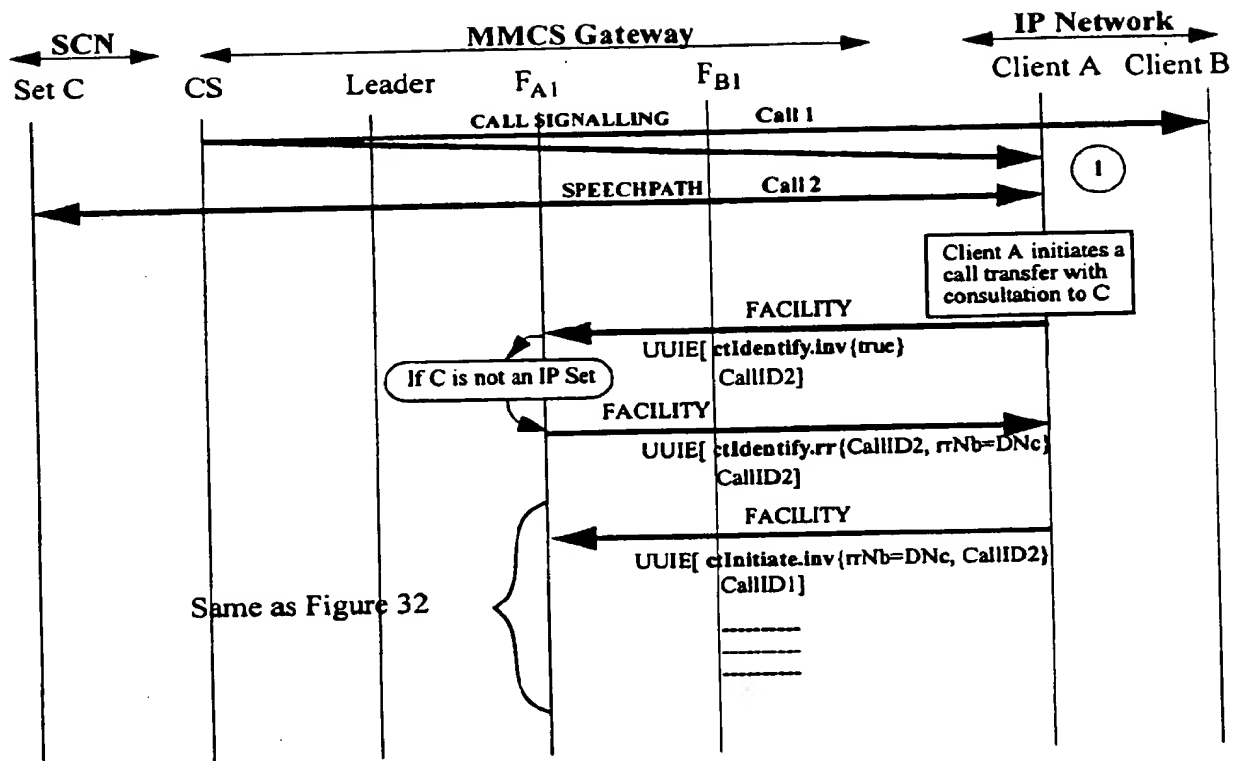 SCN
MMCS Gateway
IP Network
Set C
CS
Leader
FA1
FB1
Client A
Client B
CALL SIGNALLING
Call 1
1
SPEECHPATH
Call 2
Client A initiates a
call transfer with
consultation to C
FACILITY
UUIE[ ctIdentify.inv{true}
CallID2]
If C is not an IP Set
FACILITY
UUIE[ ctIdentify.rr{CallID2, rrNb=DNc}
CallID2]
FACILITY
UUIE[ ctInitiate.inv{rrNb=DNc, CallID2}
CallID1]
Same as Figure 32